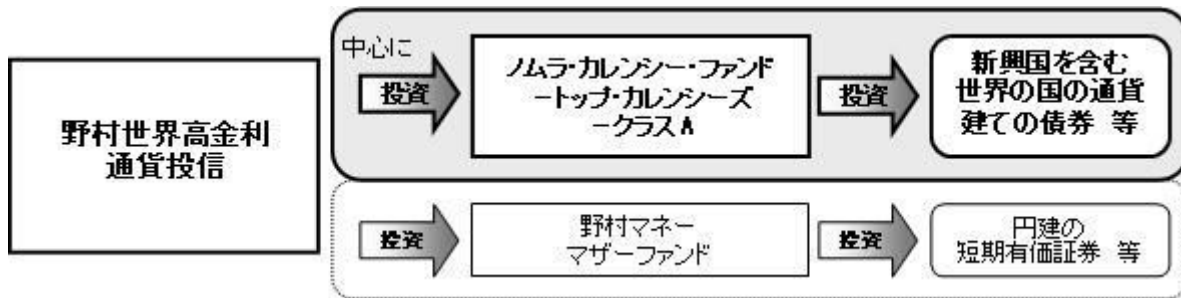 野村世界高金利
通貨投信
中心に
投資
ノムラ・カレンシー・ファンド
ートップ・カレンシーズ
ークラスA
投資
新興国を含む
世界の国の通貨
建ての債券 等
投資
野村マネー
マザーファンド
投資
円建の
短期有価証券 等